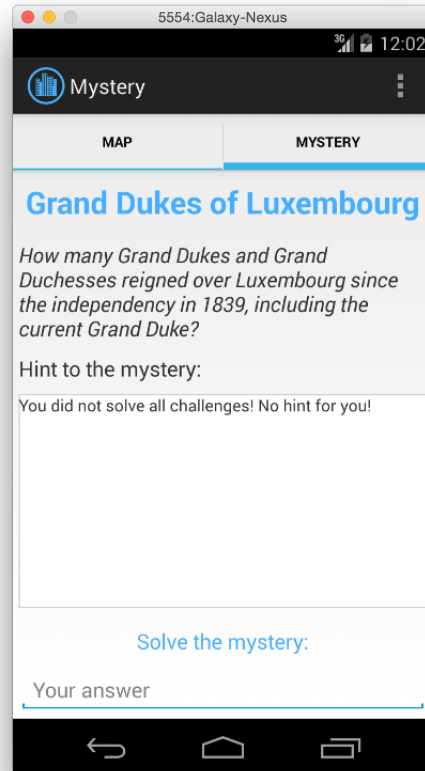 5554:Galaxy-Nexus
3G 12:02
Mystery
MAP MYSTERY
Grand Dukes of Luxembourg
How many Grand Dukes and Grand
Duchesses reigned over Luxembourg since
the independency in 1839, including the
current Grand Duke?
Hint to the mystery:
You did not solve all challenges! No hint for you!
Solve the mystery:
Your answer